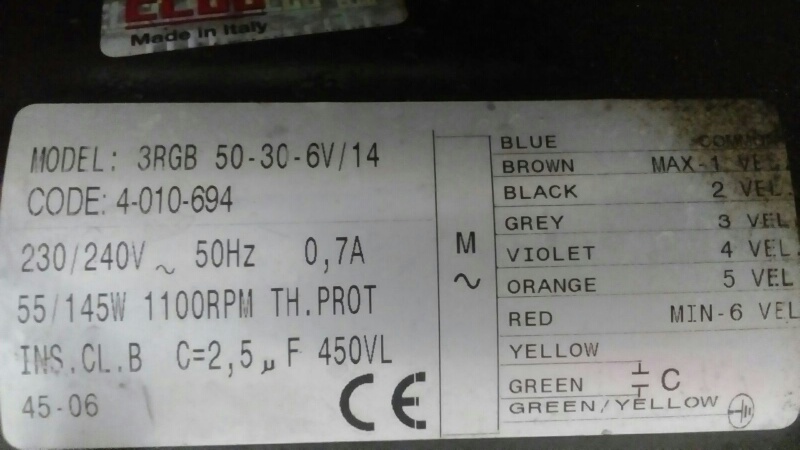 Made in Italy
MODEL: 3RGB 50-30-6V/14
CODE: 4-010-694
230/240V ~ 50Hz 0,7A
55/145W 1100RPM TH.PROT
INS.CL.B C=2,5µF 450VL
45-06
CE
M
~
BLUE COMMON
BROWN MAX-1 VEL.
BLACK 2 VEL.
GREY 3 VEL.
VIOLET 4 VEL.
ORANGE 5 VEL
RED MIN-6 VEL
YELLOW
GREEN C
GREEN/YELLOW